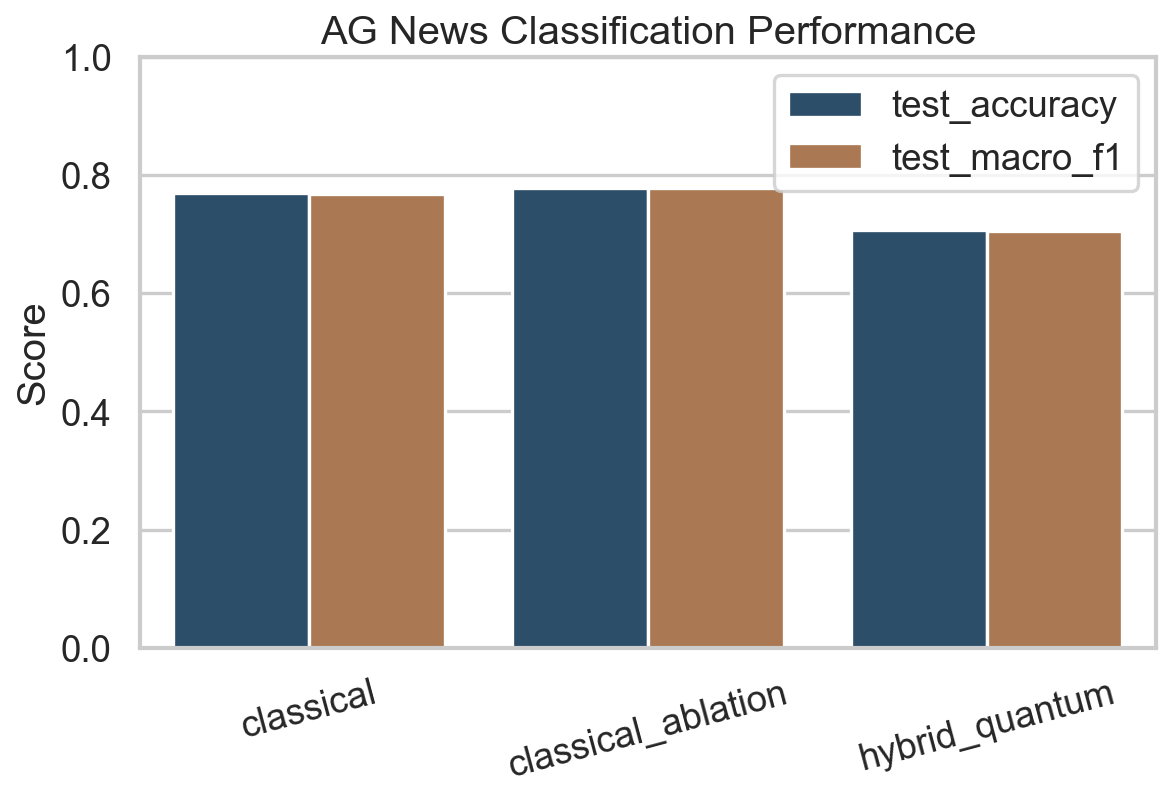 AG News Classification Performance
1.0
0.8
0.6
0.4
0.2
0.0
Score
test_accuracy
test_macro_f1
classical
classical_ablation
hybrid_quantum